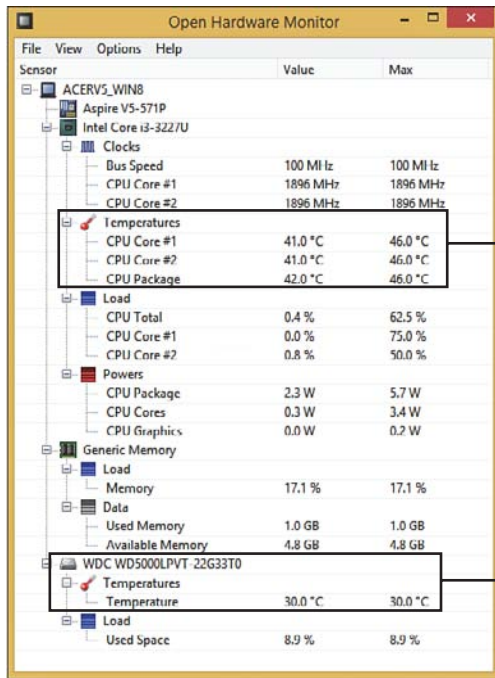 Open Hardware Monitor
File View Options Help
Sensor Value Max
ACERV5_WIN8
Aspire V5-571P
Intel Core i3-3227U
Clocks
Bus Speed 100 MHz 100 MHz
CPU Core #1 1896 MHz 1896 MHz
CPU Core #2 1896 MHz 1896 MHz
Temperatures
CPU Core #1 41.0 °C 46.0 °C
CPU Core #2 41.0 °C 46.0 °C
CPU Package 42.0 °C 46.0 °C
Load
CPU Total 0.4 % 62.5 %
CPU Core #1 0.0 % 75.0 %
CPU Core #2 0.8 % 50.0 %
Powers
CPU Package 2.3 W 5.7 W
CPU Cores 0.3 W 3.4 W
CPU Graphics 0.0 W 0.2 W
Generic Memory
Load
Memory 17.1 % 17.1 %
Data
Used Memory 1.0 GB 1.0 GB
Available Memory 4.8 GB 4.8 GB
WDC WD5000LPVT-22G33T0
Temperatures
Temperature 30.0 °C 30.0 °C
Load
Used Space 8.9 % 8.9 %